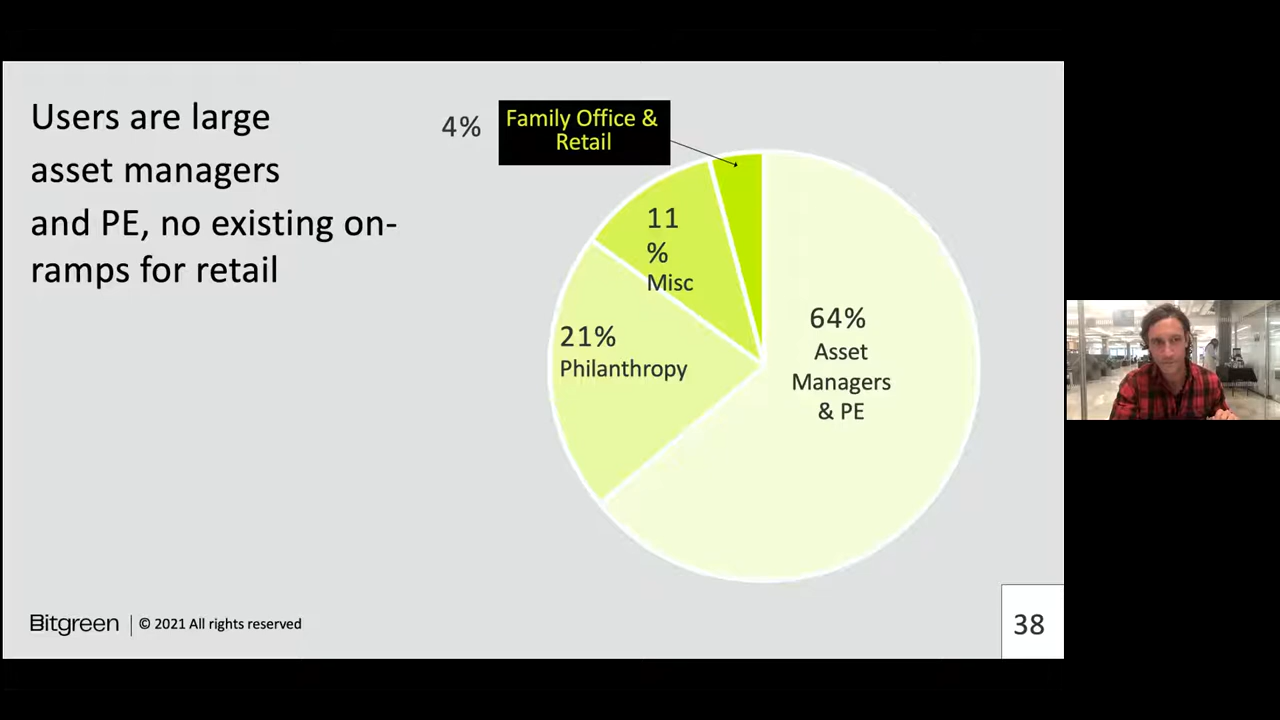 Users are large
asset managers
and PE, no existing on-
ramps for retail
4%
Family Office &
Retail
11
%
Misc
21%
Philanthropy
64%
Asset
Managers
& PE
Bitgreen
© 2021 All rights reserved
38